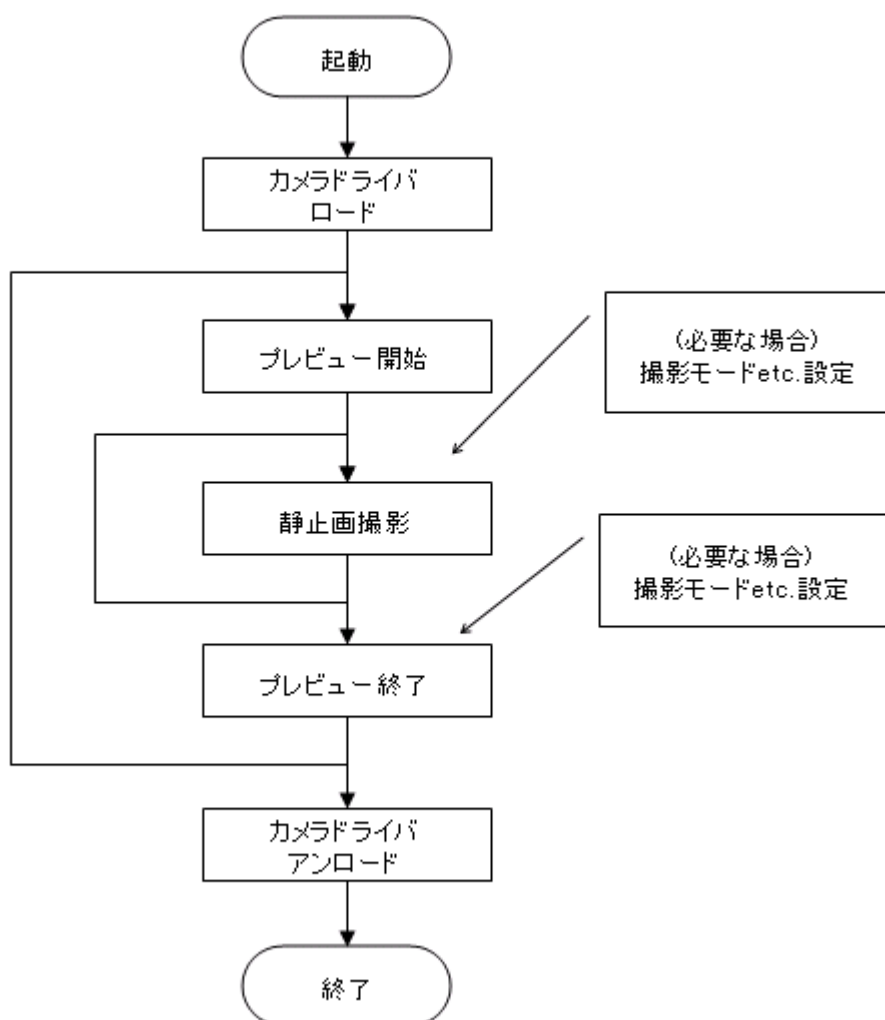 起動
カメラドライバ
ロード
プレビュー開始
(必要な場合)
撮影モードetc.設定
静止画撮影
(必要な場合)
撮影モードetc.設定
プレビュー終了
カメラドライバ
アンロード
終了